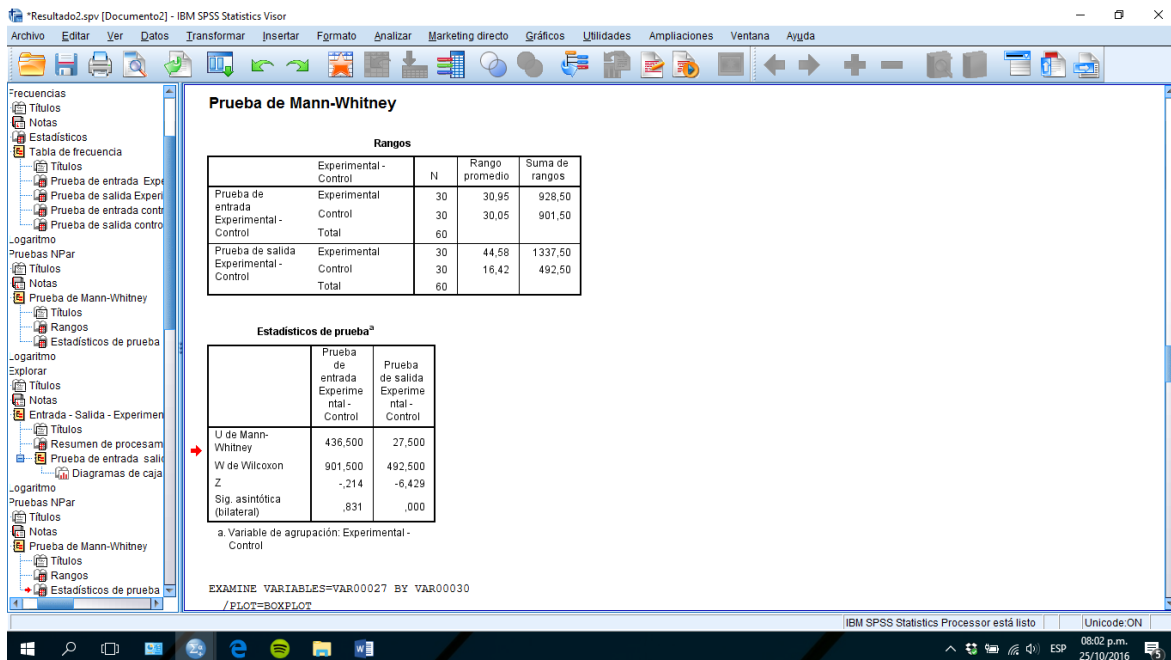 *Resultado2.spv [Documento2] - IBM SPSS Statistics Visor
Archivo Editar Ver Datos Transformar Insertar Formato Analizar Marketing directo Gráficos Utilidades Ampliaciones Ventana Ayuda
Frecuencias
Títulos
Notas
Estadísticos
Tabla de frecuencia
Títulos
Prueba de entrada Expe
Prueba de salida Experi
Prueba de entrada contr
Prueba de salida contro
Logaritmo
Pruebas NPar
Títulos
Notas
Prueba de Mann-Whitney
Títulos
Rangos
Estadísticos de prueba
Logaritmo
Explorar
Títulos
Notas
Entrada - Salida - Experimen
Títulos
Resumen de procesam
Prueba de entrada salid
Diagramas de caja
Logaritmo
Pruebas NPar
Títulos
Notas
Prueba de Mann-Whitney
Títulos
Rangos
Estadísticos de prueba
Prueba de Mann-Whitney
Rangos
Experimental -
Control
N
Rango
promedio
Suma de
rangos
Prueba de
entrada
Experimental -
Control
Experimental 30 30,95 928,50
Control 30 30,05 901,50
Total 60
Prueba de salida
Experimental -
Control
Experimental 30 44,58 1337,50
Control 30 16,42 492,50
Total 60
Estadísticos de prueba<sup>a</sup>
Prueba
de
entrada
Experime
ntal -
Control
Prueba
de salida
Experime
ntal -
Control
U de Mann-
Whitney
436,500 27,500
W de Wilcoxon 901,500 492,500
Z -,214 -6,429
Sig. asintótica
(bilateral)
,831 ,000
a. Variable de agrupación: Experimental -
Control
EXAMINE VARIABLES=VAR00027 BY VAR00030
/PLOT=BOXPLOT
IBM SPSS Statistics Processor está listo Unicode:ON
ESP
08:02 p.m.
25/10/2016
5